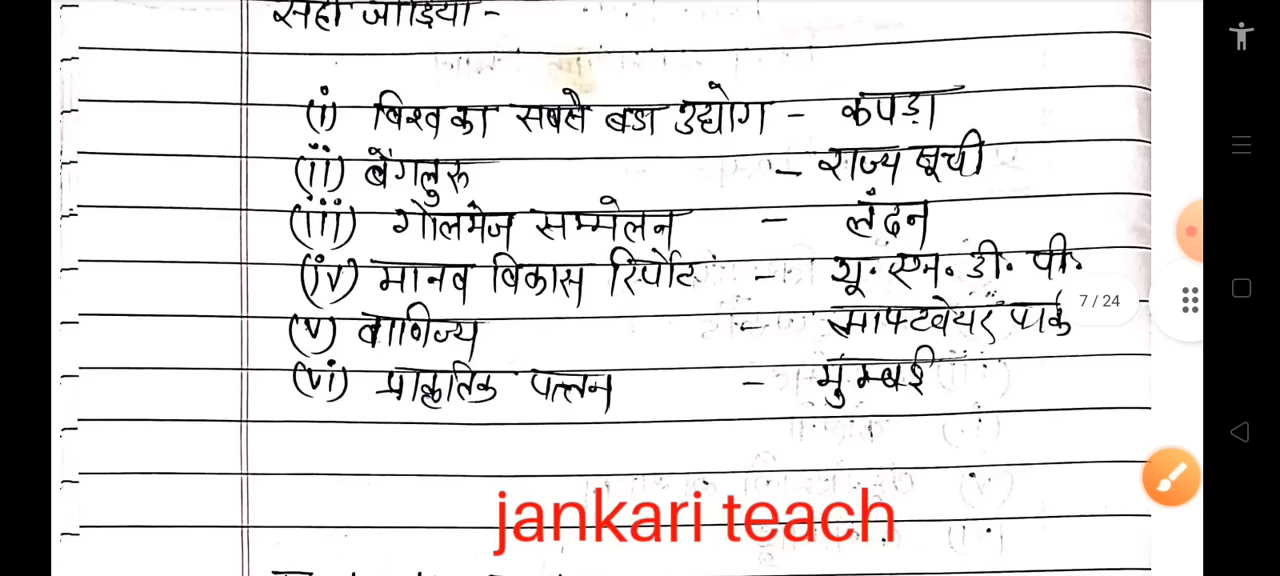 सही जोड़िया -
(i) विश्व का सबसे बडा उद्योग - कपड़ा
(ii) बेंगलुरु - राज्य सूची
(iii) गोलमेज सम्मेलन - लंदन
(iv) मानव विकास रिर्पोट - यू. एन. डी. पी.
(v) वाणिज्य - साफ्टवेयर पार्क
7 / 24
(vi) प्राकृतिक पत्तन - मुम्बई
jankari teach